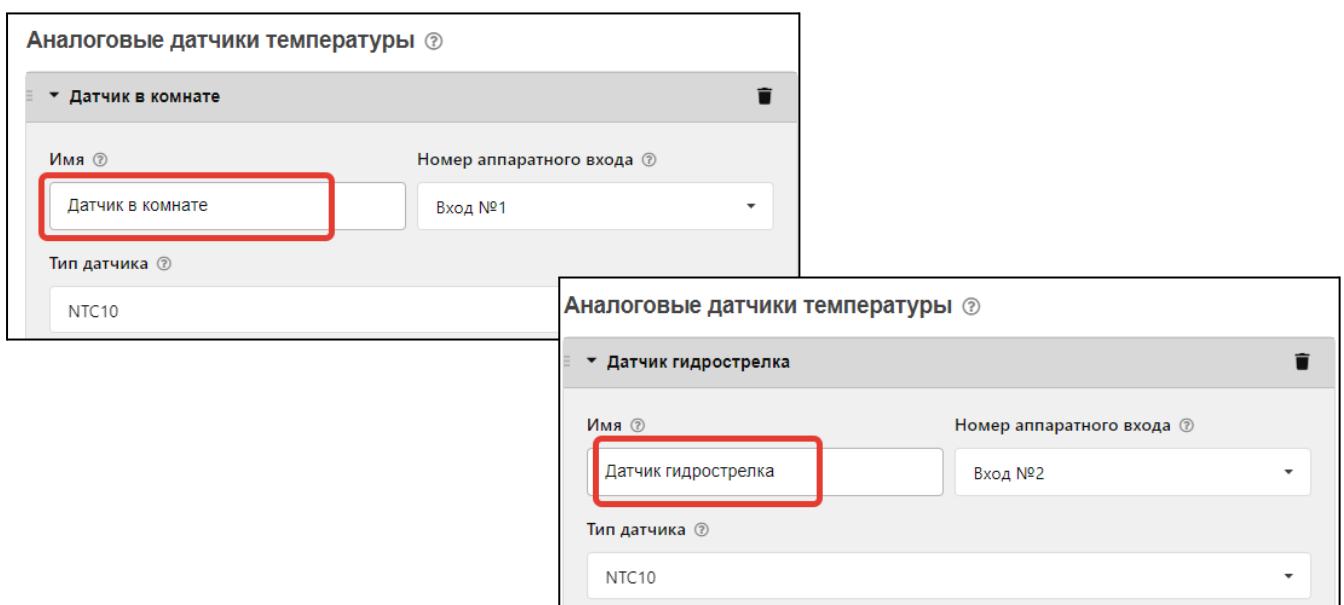 Аналоговые датчики температуры ?
Датчик в комнате
Имя ? Номер аппаратного входа ?
Датчик в комнате Вход №1
Тип датчика ?
NTC10
Аналоговые датчики температуры ?
Датчик гидрострелка
Имя ? Номер аппаратного входа ?
Датчик гидрострелка Вход №2
Тип датчика ?
NTC10